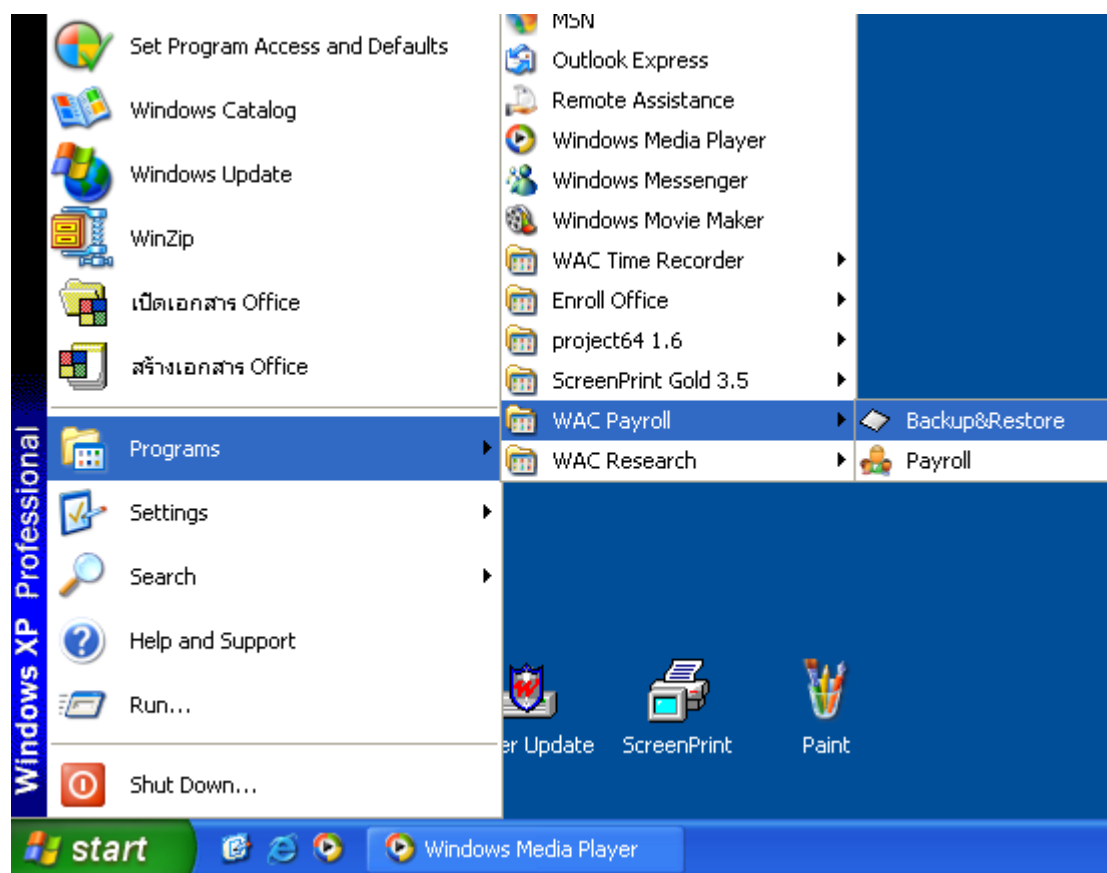 Set Program Access and Defaults
Windows Catalog
Windows Update
WinZip
เปิดเอกสาร Office
สร้างเอกสาร Office
Programs
Settings
Search
Help and Support
Run...
Shut Down...
Windows XP Professional
MSN
Outlook Express
Remote Assistance
Windows Media Player
Windows Messenger
Windows Movie Maker
WAC Time Recorder
Enroll Office
project64 1.6
ScreenPrint Gold 3.5
WAC Payroll
WAC Research
Backup&Restore
Payroll
er Update
ScreenPrint
Paint
start
Windows Media Player